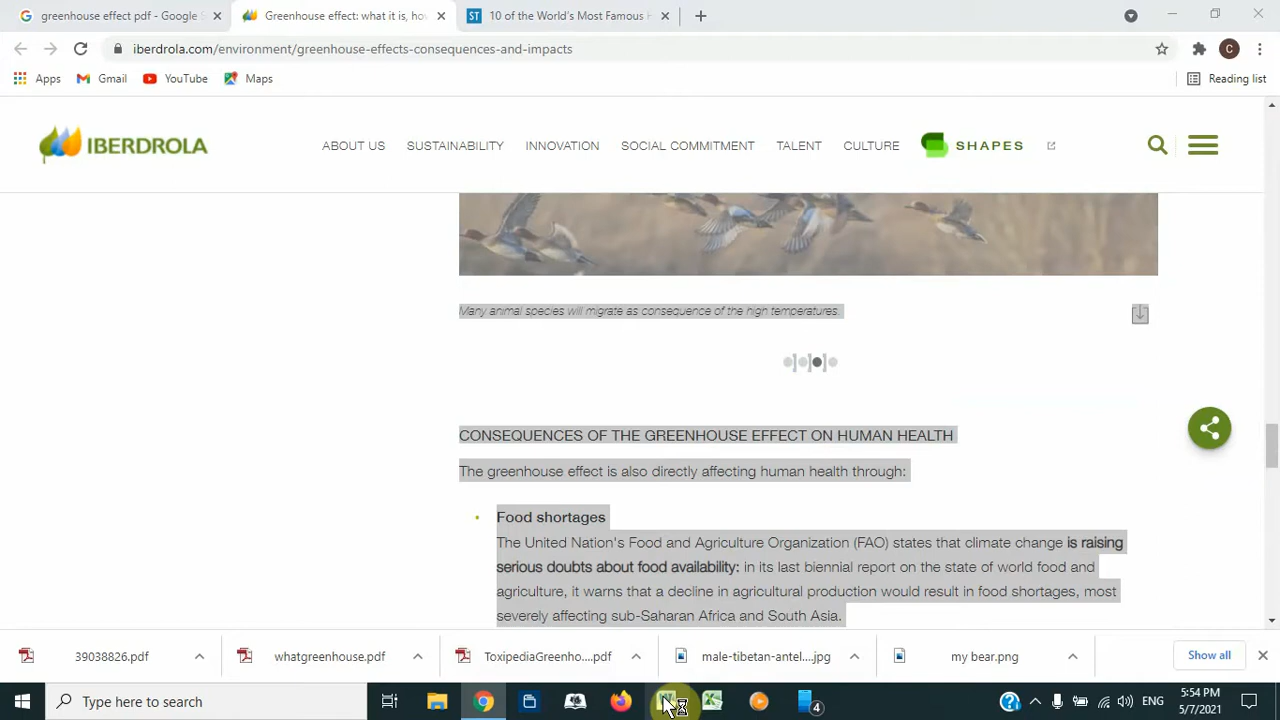 greenhouse effect pdf - Google S
Greenhouse effect: what it is, ho
ST 10 of the World's Most Famous H
iberdrola.com/environment/greenhouse-effects-consequences-and-impacts
C
Apps Gmail YouTube Maps Reading list
IBERDROLA
ABOUT US SUSTAINABILITY INNOVATION SOCIAL COMMITMENT TALENT CULTURE SHAPES
Many animal species will migrate as consequence of the high temperatures.
CONSEQUENCES OF THE GREENHOUSE EFFECT ON HUMAN HEALTH
The greenhouse effect is also directly affecting human health through:
Food shortages
The United Nation's Food and Agriculture Organization (FAO) states that climate change is raising
serious doubts about food availability: in its last biennial report on the state of world food and
agriculture, it warns that a decline in agricultural production would result in food shortages, most
severely affecting sub-Saharan Africa and South Asia.
39038826.pdf whatgreenhouse.pdf ToxipediaGreenho....pdf male-tibetan-antel....jpg my bear.png Show all
Type here to search
4
ENG
5:54 PM
5/7/2021